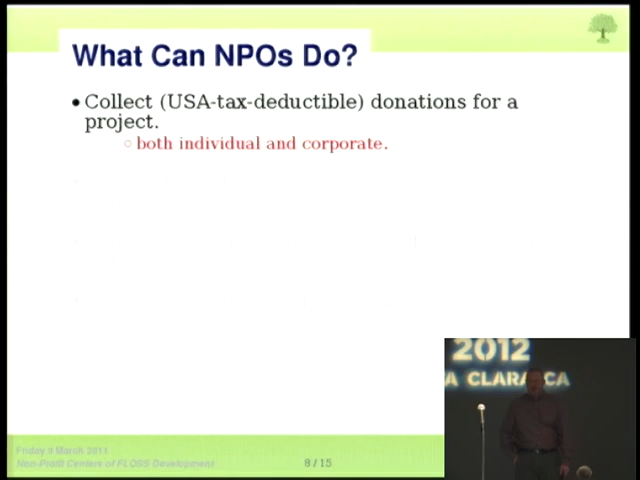 What Can NPOs Do?
• Collect (USA-tax-deductible) donations for a
project.
○ both individual and corporate.
2012
A CLARA, CA
Friday 9 March 2011
Non-Profit Centers of FLOSS Development
8 / 15